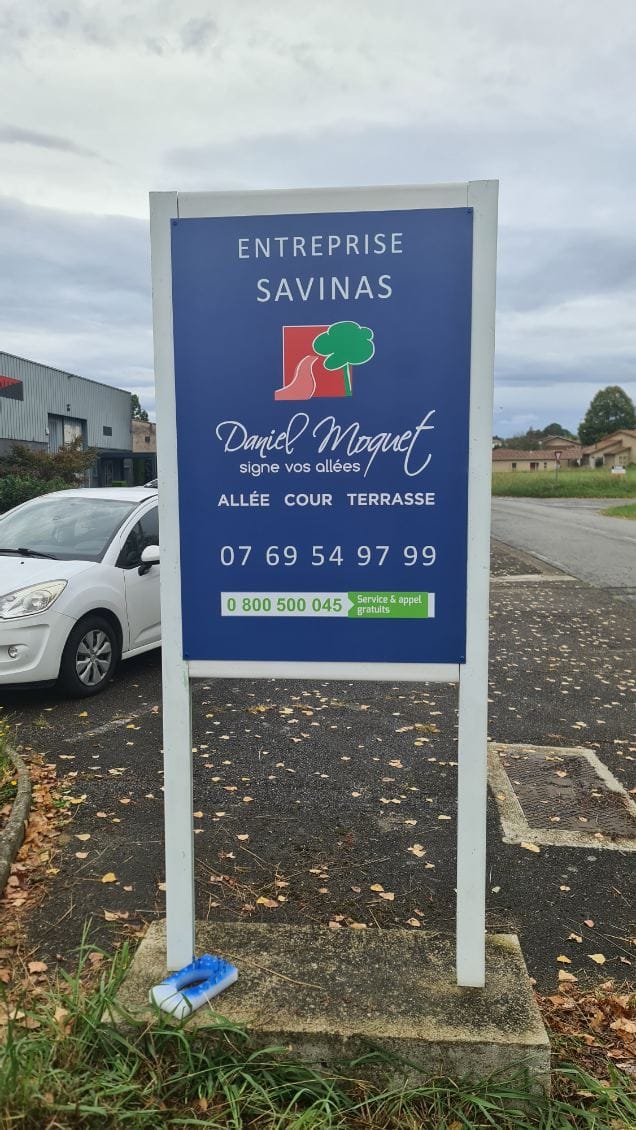 ENTREPRISE
SAVINAS
Daniel Moquet
signe vos allées
ALLÉE COUR TERRASSE
07 69 54 97 99
0 800 500 045 Service & appel
gratuits